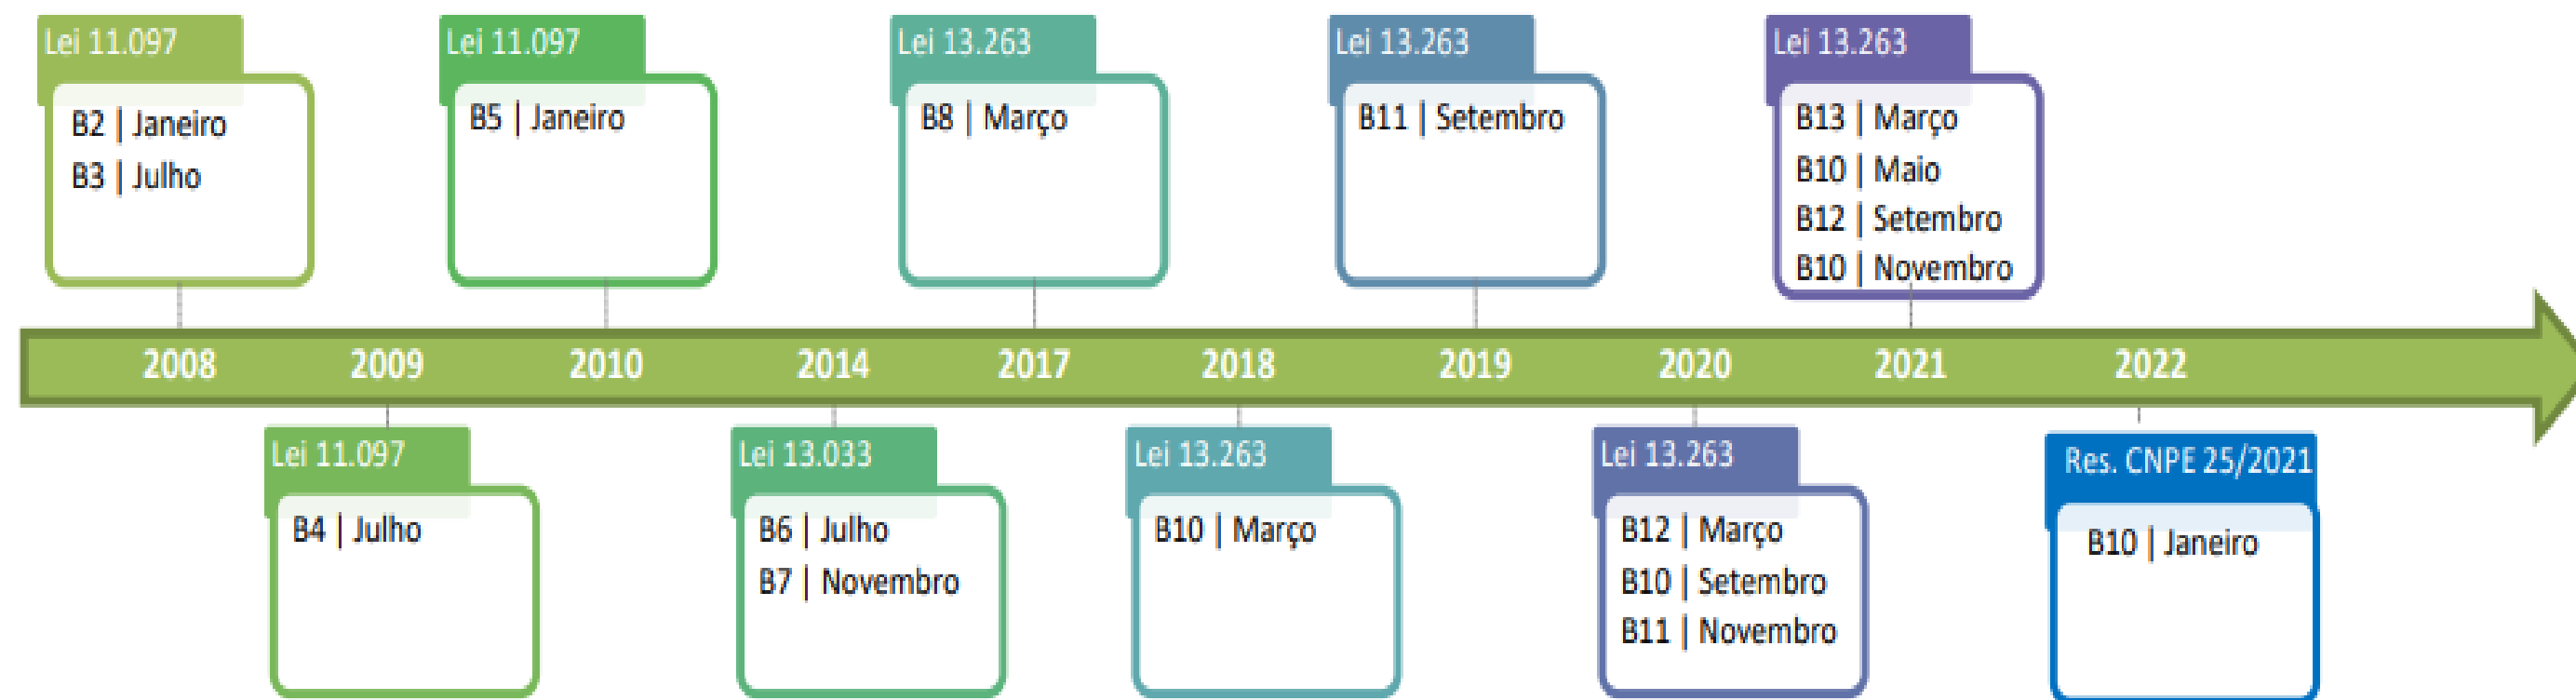 Lei 11.097
B2 | Janeiro
B3 | Julho
Lei 11.097
B5 | Janeiro
Lei 13.263
B8 | Março
Lei 13.263
B11 | Setembro
Lei 13.263
B13 | Março
B10 | Maio
B12 | Setembro
B10 | Novembro
2008 2009 2010 2014 2017 2018 2019 2020 2021 2022
Lei 11.097
B4 | Julho
Lei 13.033
B6 | Julho
B7 | Novembro
Lei 13.263
B10 | Março
Lei 13.263
B12 | Março
B10 | Setembro
B11 | Novembro
Res. CNPE 25/2021
B10 | Janeiro